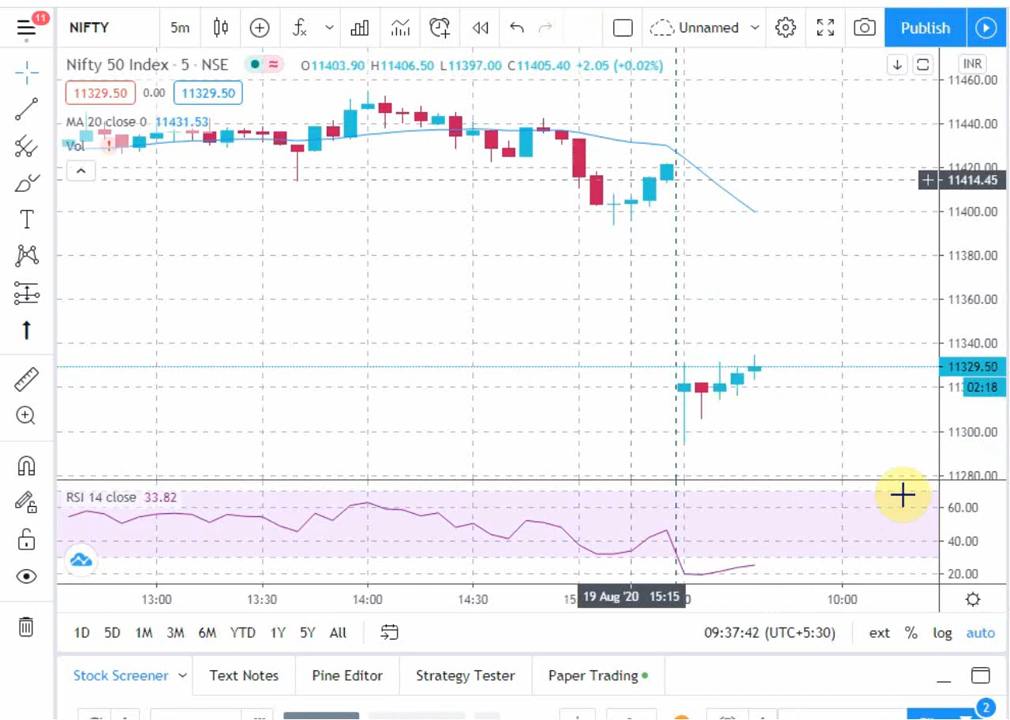 11
NIFTY
5m
Unnamed
Publish
Nifty 50 Index · 5 · NSE
O11403.90 H11406.50 L11397.00 C11405.40 +2.05 (+0.02%)
INR
11329.50 0.00 11329.50
MA 20 close 0 11431.53
Vol
!
11460.00
11440.00
11420.00
11414.45
11400.00
11380.00
11360.00
11340.00
11329.50
02:18
11300.00
11280.00
RSI 14 close 33.82
60.00
40.00
20.00
13:00 13:30 14:00 14:30 19 Aug '20 15:15 10:00
1D 5D 1M 3M 6M YTD 1Y 5Y All
09:37:42 (UTC+5:30)
ext % log auto
Stock Screener Text Notes Pine Editor Strategy Tester Paper Trading
2